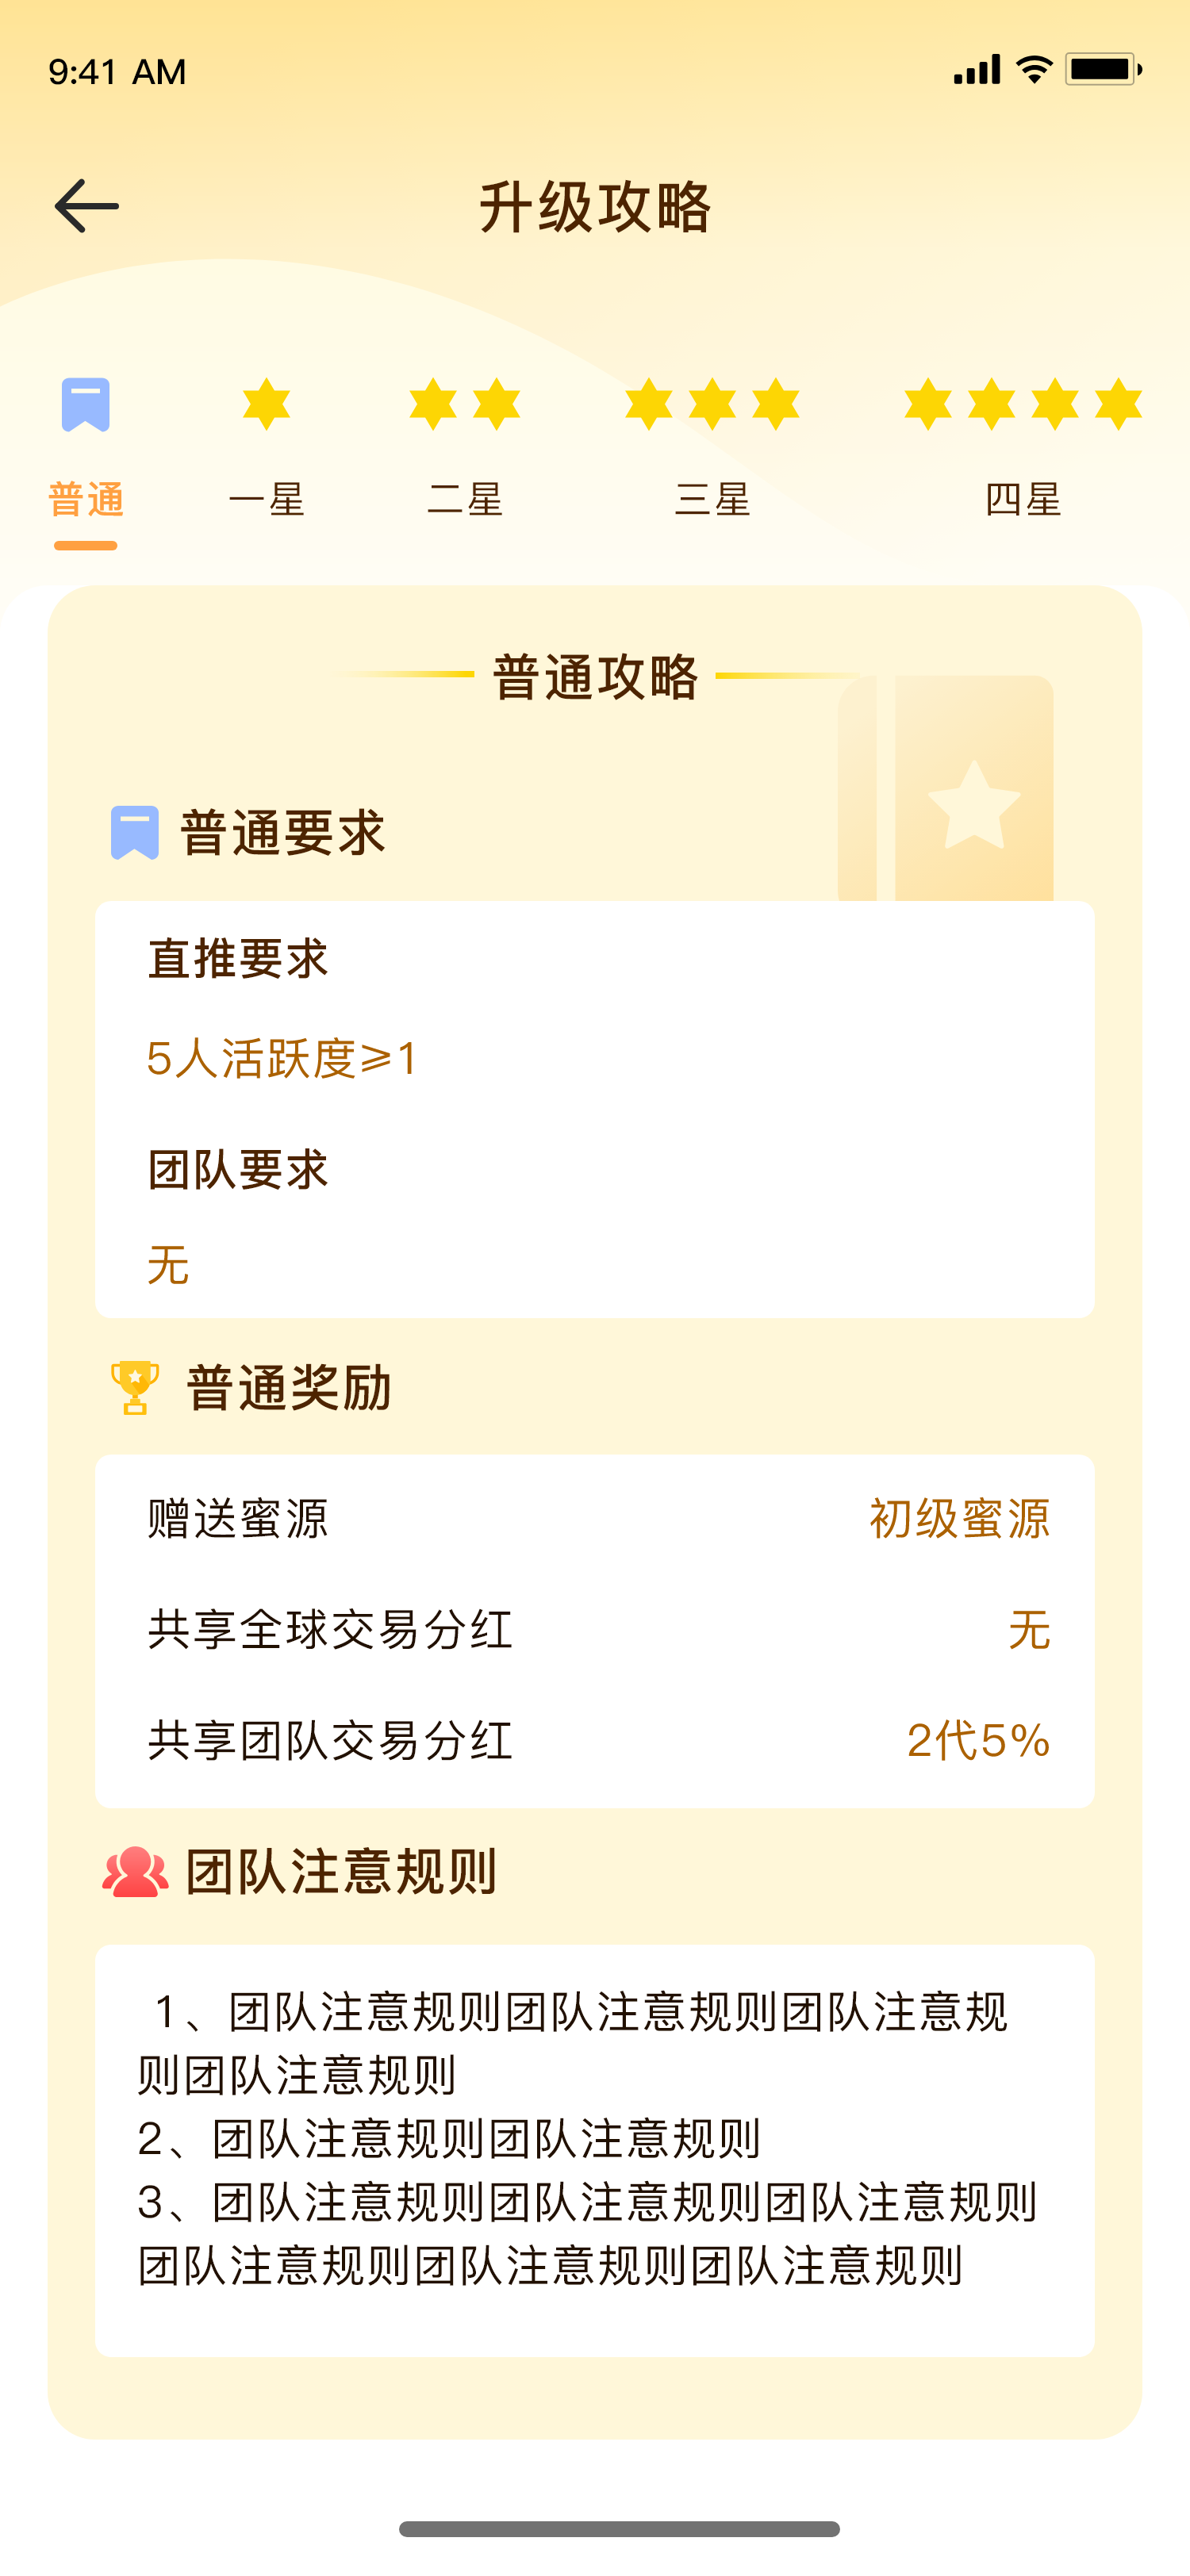 9:41 AM
升级攻略
普通 一星 二星 三星 四星
普通攻略
普通要求
直推要求
5人活跃度≥1
团队要求
无
普通奖励
赠送蜜源 初级蜜源
共享全球交易分红 无
共享团队交易分红 2代5%
团队注意规则
1、团队注意规则团队注意规则团队注意规
则团队注意规则
2、团队注意规则团队注意规则
3、团队注意规则团队注意规则团队注意规则
团队注意规则团队注意规则团队注意规则